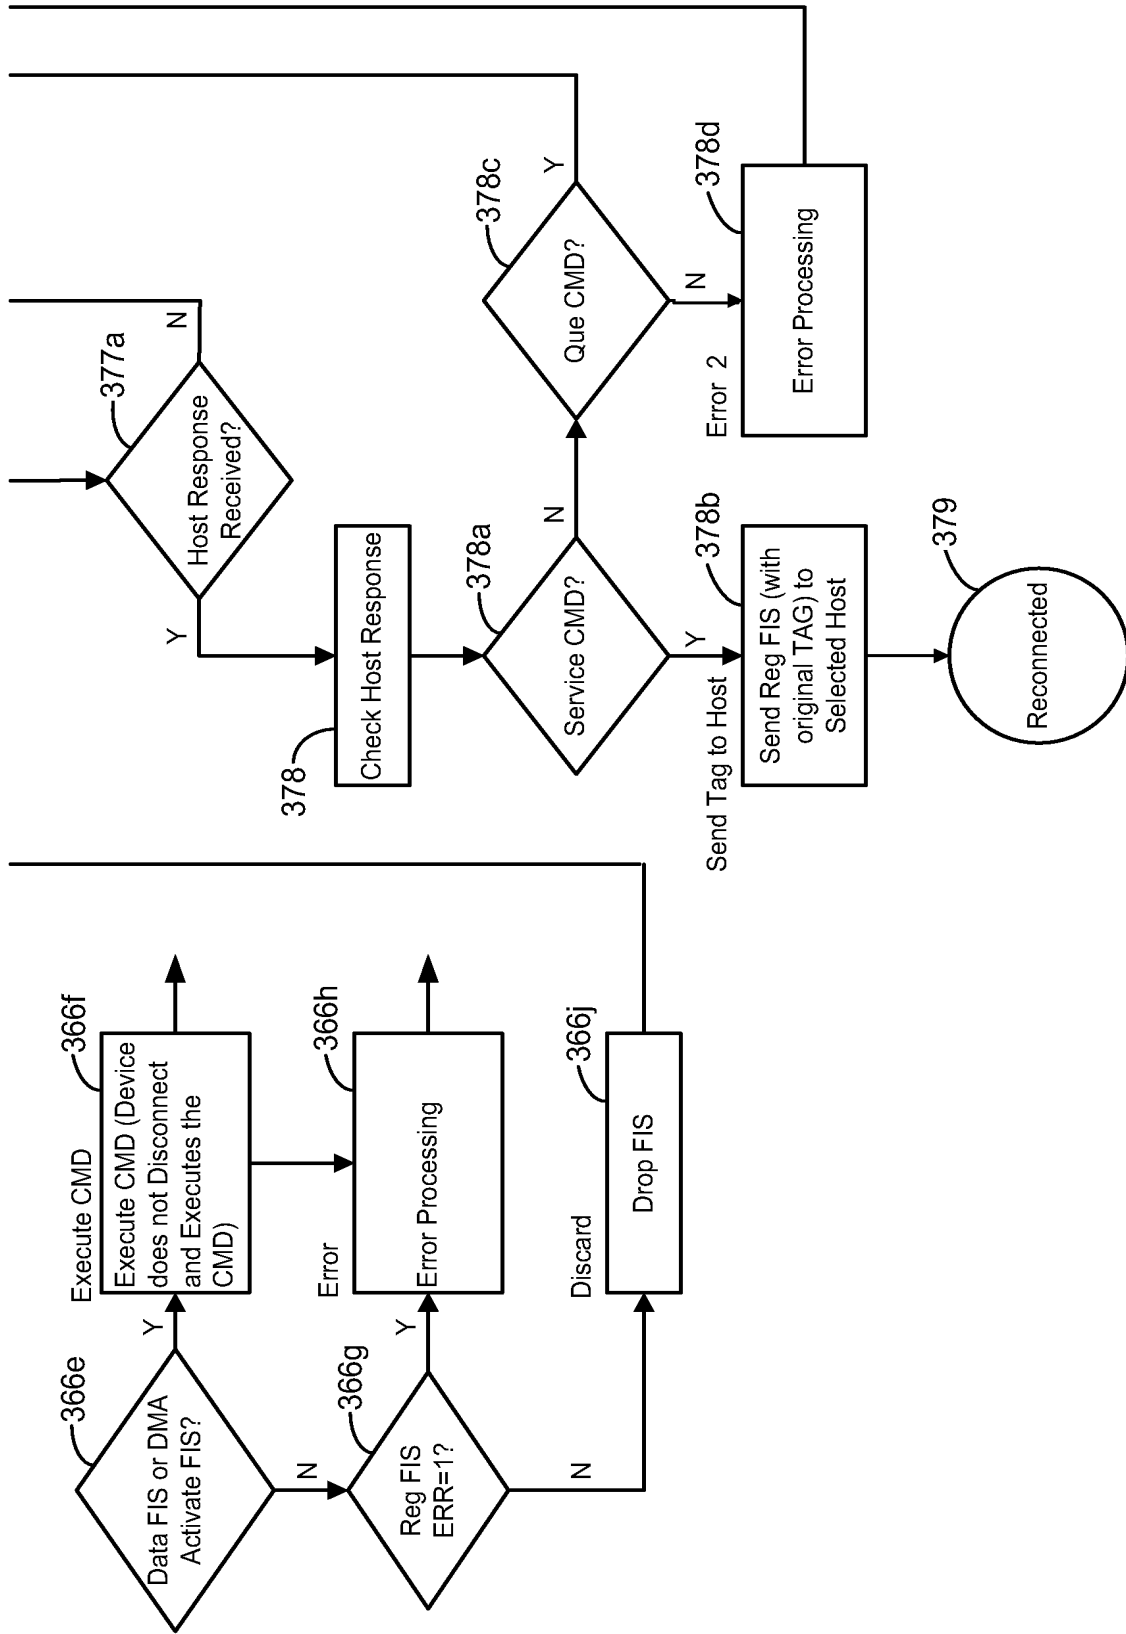 366e
Data FIS or DMA
Activate FIS?
Y
N
Execute CMD
366f
Execute CMD (Device
does not Disconnect
and Executes the
CMD)
366g
Reg FIS
ERR=1?
Y
N
Error
366h
Error Processing
Discard
366j
Drop FIS
377a
Host Response
Received?
Y
N
378
Check Host Response
378a
Service CMD?
N
Y
Send Tag to Host
378b
Send Reg FIS (with
original TAG) to
Selected Host
379
Reconnected
378c
Que CMD?
Y
N
Error 2
378d
Error Processing